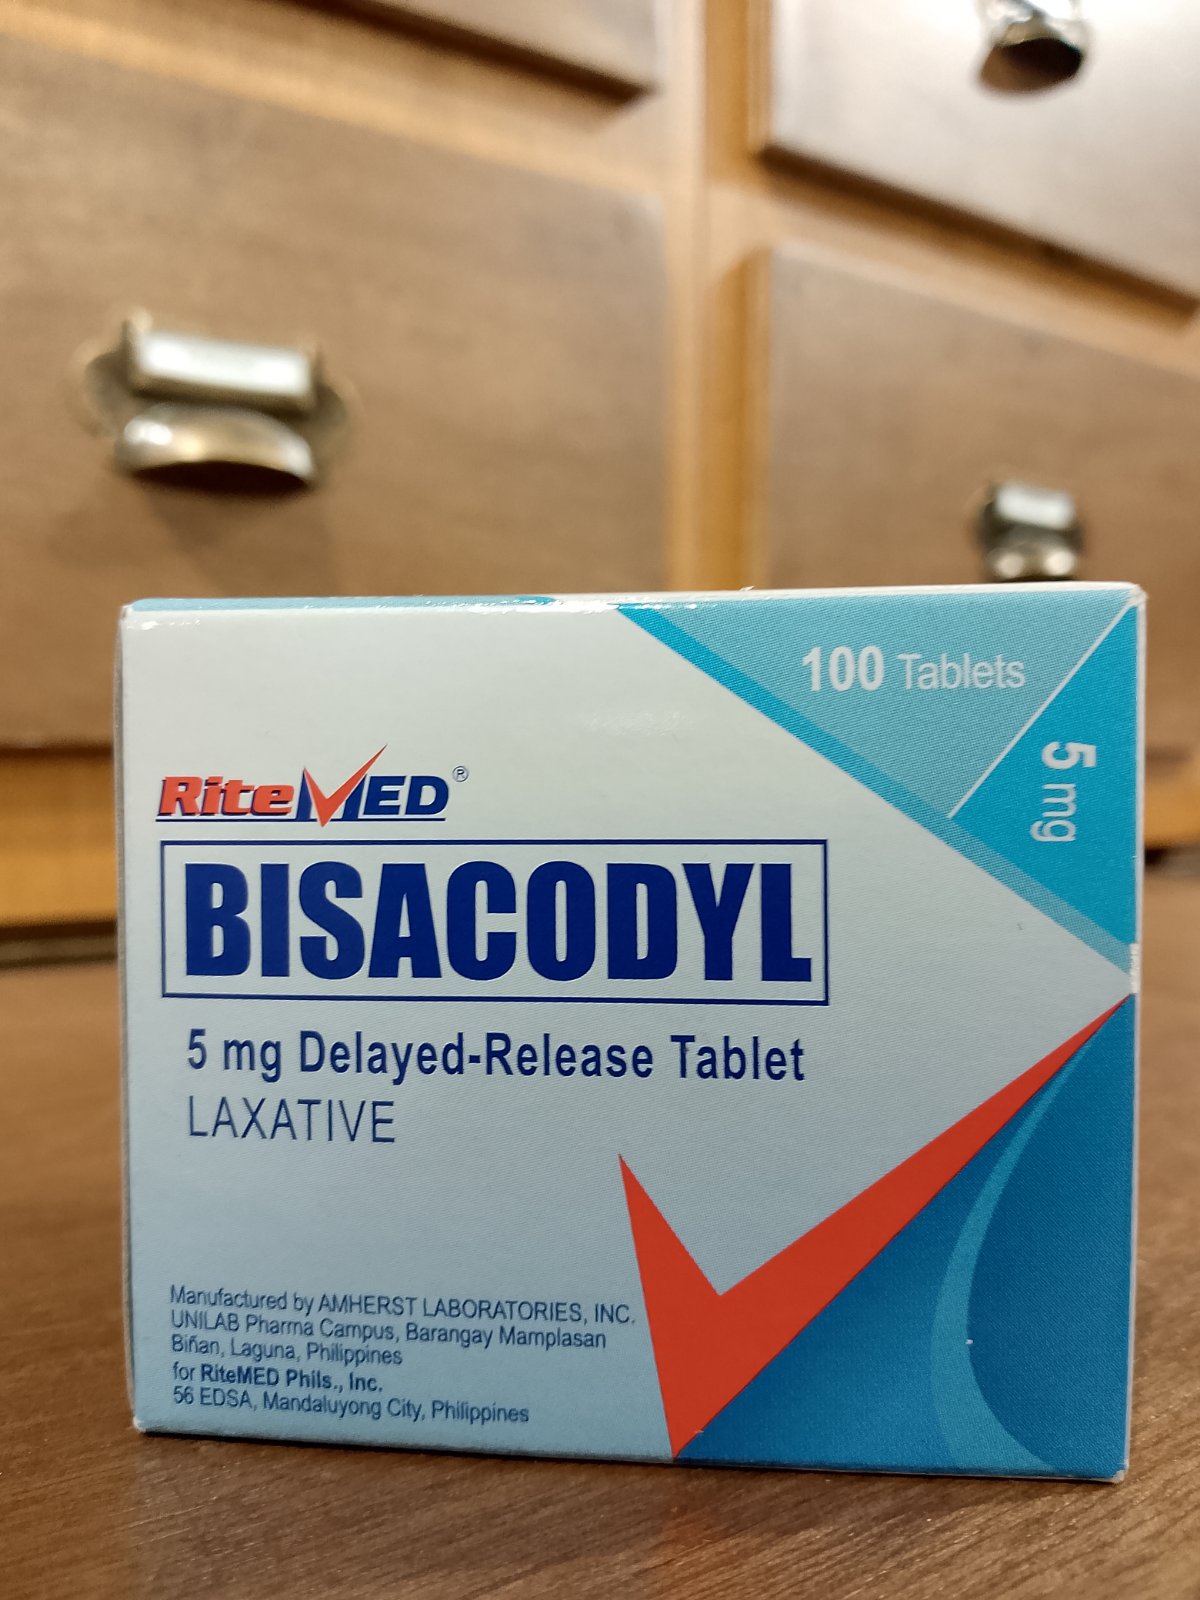 100 Tablets
5 mg
RiteMED®
BISACODYL
5 mg Delayed-Release Tablet
LAXATIVE
Manufactured by AMHERST LABORATORIES, INC.
UNILAB Pharma Campus, Barangay Mamplasan
Biñan, Laguna, Philippines
for RiteMED Phils., Inc.
56 EDSA, Mandaluyong City, Philippines